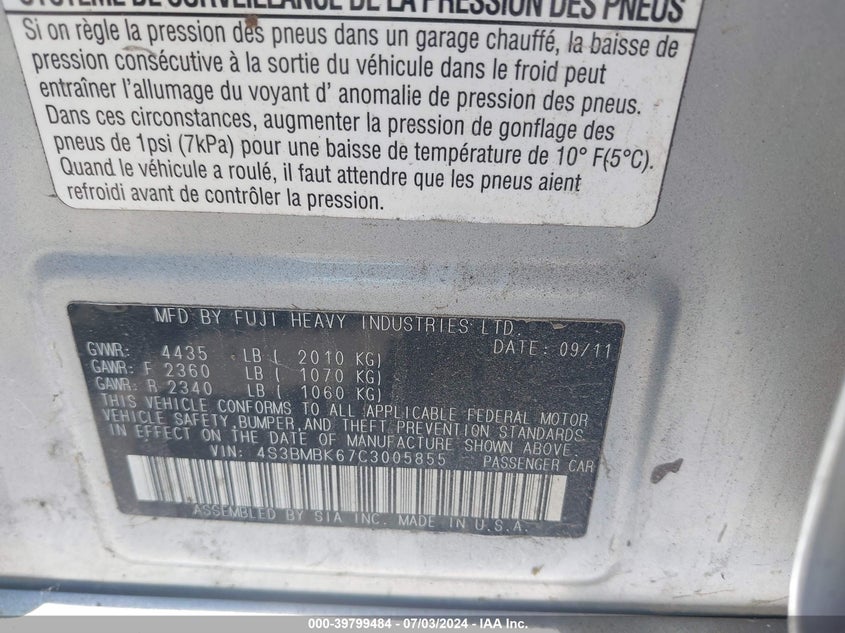 SYSTÈME DE SURVEILLANCE DE LA PRESSION DES PNEUS
Si on règle la pression des pneus dans un garage chauffé, la baisse de
pression consécutive à la sortie du véhicule dans le froid peut
entraîner l'allumage du voyant d' anomalie de pression des pneus.
Dans ces circonstances, augmenter la pression de gonflage des
pneus de 1psi (7kPa) pour une baisse de température de 10° F(5°C).
Quand le véhicule a roulé, il faut attendre que les pneus aient
refroidi avant de contrôler la pression.
MFD BY FUJI HEAVY INDUSTRIES LTD.
DATE: 09/11
GVWR: 4435 LB ( 2010 KG)
GAWR: F 2360 LB ( 1070 KG)
GAWR: R 2340 LB ( 1060 KG)
THIS VEHICLE CONFORMS TO ALL APPLICABLE FEDERAL MOTOR
VEHICLE SAFETY, BUMPER, AND THEFT PREVENTION STANDARDS
IN EFFECT ON THE DATE OF MANUFACTURE SHOWN ABOVE.
VIN: 4S3BMBK67C3005855 PASSENGER CAR
ASSEMBLED BY SIA INC. MADE IN U.S.A.
000-39799484 - 07/03/2024 - IAA Inc.